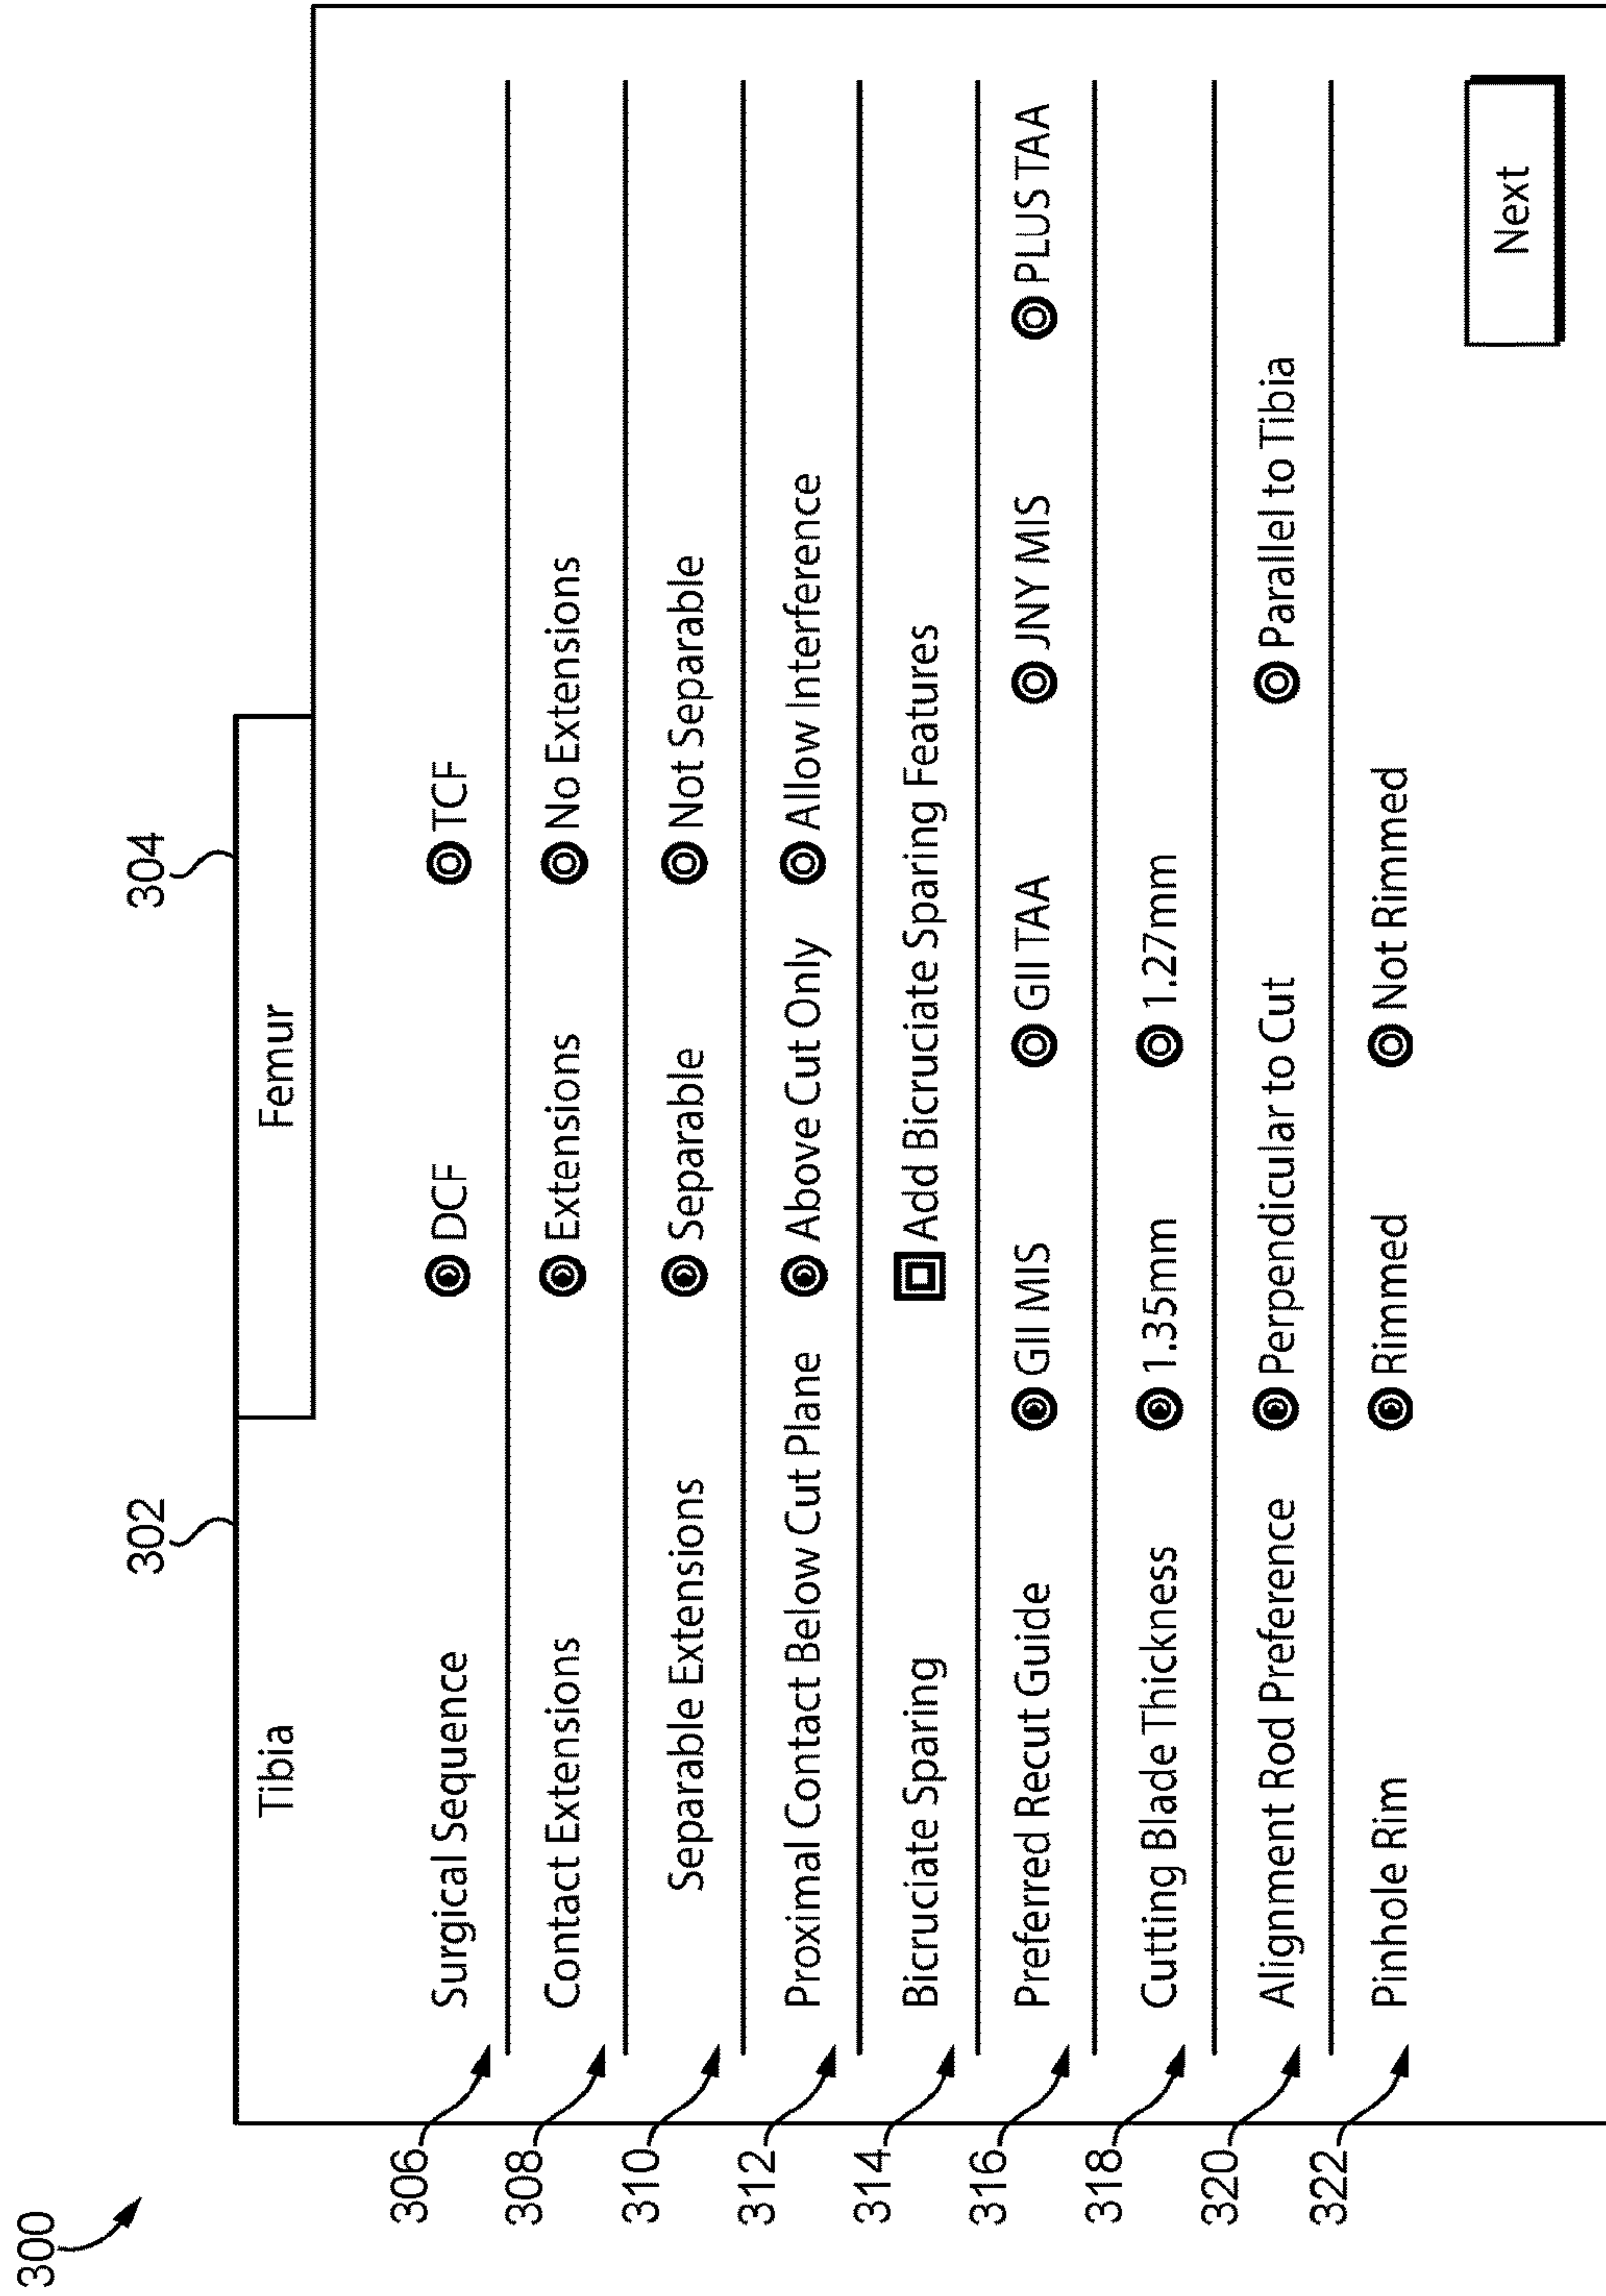 300
302
304
Tibia
Femur
306
Surgical Sequence DCF TCF
308
Contact Extensions Extensions No Extensions
310
Separable Extensions Separable Not Separable
312
Proximal Contact Below Cut Plane Above Cut Only Allow Interference
314
Bicruciate Sparing Add Bicruciate Sparing Features
316
Preferred Recut Guide GII MIS GII TAA JNY MIS PLUS TAA
318
Cutting Blade Thickness 1.35mm 1.27mm
320
Alignment Rod Preference Perpendicular to Cut Parallel to Tibia
322
Pinhole Rim Rimmed Not Rimmed
Next